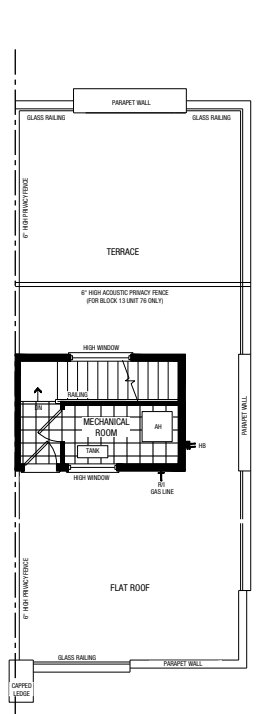 PARAPET WALL
GLASS RAILING
GLASS RAILING
6" HIGH PRIVACY FENCE
TERRACE
6" HIGH ACOUSTIC PRIVACY FENCE
(FOR BLOCK 13 UNIT 76 ONLY)
HIGH WINDOW
RAILING
DN
MECHANICAL
ROOM
AH
TANK
PARAPET WALL
HB
HIGH WINDOW
R/I
GAS LINE
6" HIGH PRIVACY FENCE
FLAT ROOF
GLASS RAILING
PARAPET WALL
CAPPED
LEDGE